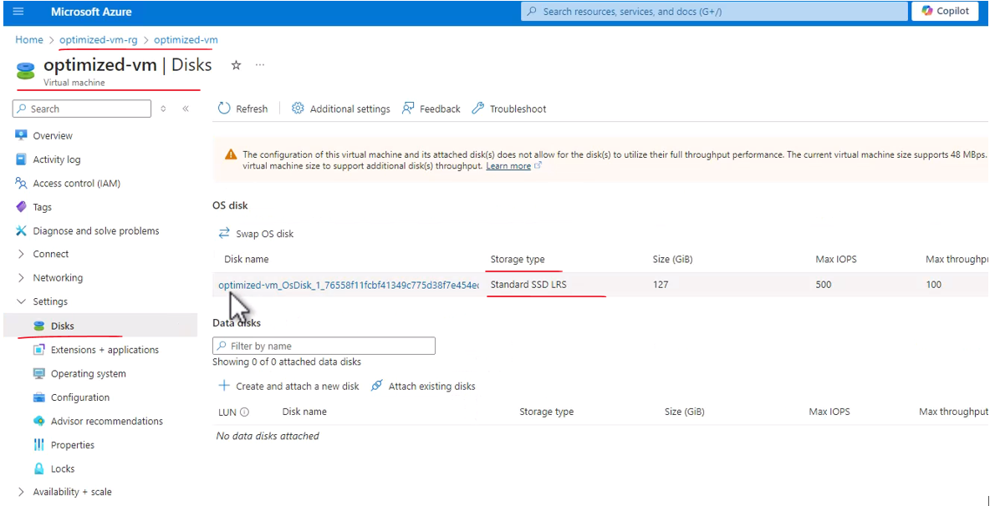 Microsoft Azure
Search resources, services, and docs (G+/)
Copilot
Home > optimized-vm-rg > optimized-vm
optimized-vm | Disks
Virtual machine
Search
Refresh
Additional settings
Feedback
Troubleshoot
Overview
Activity log
Access control (IAM)
Tags
Diagnose and solve problems
Connect
Networking
Settings
Disks
Extensions + applications
Operating system
Configuration
Advisor recommendations
Properties
Locks
Availability + scale
The configuration of this virtual machine and its attached disk(s) does not allow for the disk(s) to utilize their full throughput performance. The current virtual machine size supports 48 MBps.
virtual machine size to support additional disk(s) throughput. Learn more
OS disk
Swap OS disk
Disk name Storage type Size (GiB) Max IOPS Max throughp
optimized-vm_OsDisk_1_76558f11fcbf41349c775d38f7e454e Standard SSD LRS 127 500 100
Data disks
Filter by name
Showing 0 of 0 attached data disks
Create and attach a new disk
Attach existing disks
LUN Disk name Storage type Size (GiB) Max IOPS Max throughput
No data disks attached